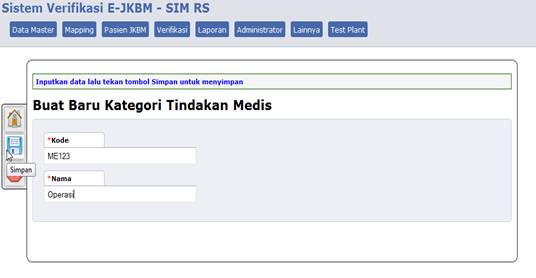 Sistem Verifikasi E-JKBM - SIM RS
Data Master Mapping Pasien JKBM Verifikasi Laporan Administrator Lainnya Test Plant
Inputkan data lalu tekan tombol Simpan untuk menyimpan
Buat Baru Kategori Tindakan Medis
*Kode
ME123
Simpan
*Nama
Operasi